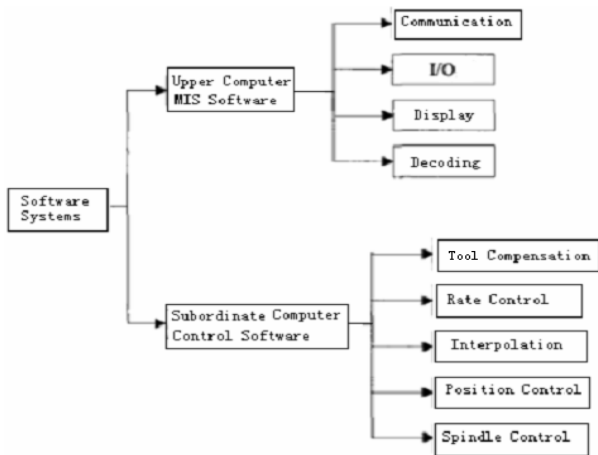 Communication
I/O
Upper Computer
MIS Software
Display
Decoding
Software
Systems
Tool Compensation
Rate Control
Subordinate Computer
Control Software
Interpolation
Position Control
Spindle Control